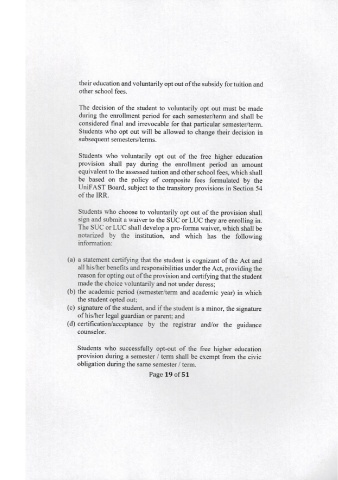 their education and voluntarily opt out of the subsidy for tuition and
other school fees.
The decision of the student to voluntarily opt out must be made
during the enrollment period for each semester/term and shall be
considered final and irrevocable for that particular semester/term.
Students who opt out will be allowed to change their decision in
subsequent semesters/terms.
Students who voluntarily opt out of the free higher education
provision shall pay during the enrollment period an amount
equivalent to the assessed tuition and other school fees, which shall
be based on the policy of composite fees formulated by the
UniFAST Board, subject to the transitory provisions in Section 54
of the IRR.
Students who choose to voluntarily opt out of the provision shall
sign and submit a waiver to the SUC or LUC they are enrolling in.
The SUC or LUC shall develop a pro-forma waiver, which shall be
notarized by the institution, and which has the following
information:
(a) a statement certifying that the student is cognizant of the Act and
all his/her benefits and responsibilities under the Act, providing the
reason for opting out of the provision and certifying that the student
made the choice voluntarily and not under duress;
(b) the academic period (semester/term and academic year) in which
the student opted out;
(c) signature of the student, and if the student is a minor, the signature
of his/her legal guardian or parent; and
(d) certification/acceptance by the registrar and/or the guidance
counselor.
Students who successfully opt-out of the free higher education
provision during a semester / term shall be exempt from the civic
obligation during the same semester / term.
Page 19 of 51